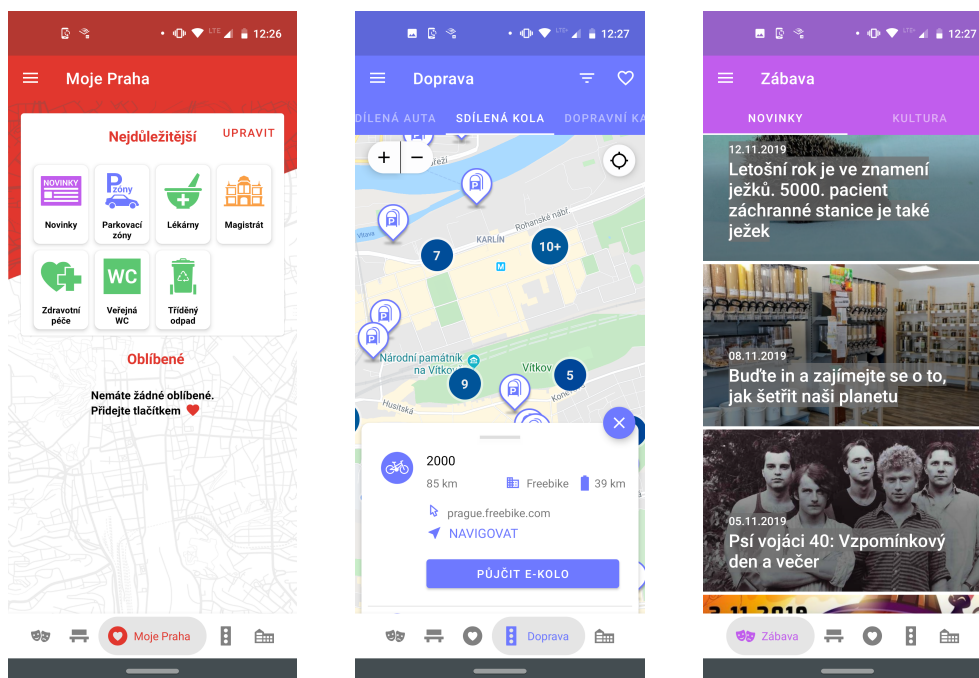 LTE 12:26
Moje Praha
Nejdůležitější
UPRAVIT
NOVINKY
P zóny
Novinky
Parkovací
zóny
Lékárny
Magistrát
WC
Zdravotní
péče
Veřejná
WC
Tříděný
odpad
Oblíbené
Nemáte žádné oblíbené.
Přidejte tlačítkem
Moje Praha
LTE 12:27
Doprava
DÍLENÁ AUTA
SDÍLENÁ KOLA
DOPRAVNÍ KA
+ −
Rohanské nábř
Vltava
KARLÍN
7
10+
M
Národní památník
na Vítkov
Vítkov
9
5
Husitská
2000
85 km
Freebike
39 km
prague.freebike.com
NAVIGOVAT
PŮJČIT E-KOLO
Doprava
LTE 12:27
Zábava
NOVINKY
KULTURA
12.11.2019
Letošní rok je ve znamení
ježků. 5000. pacient
záchranné stanice je také
ježek
08.11.2019
Buďte in a zajímejte se o to,
jak šetřit naši planetu
05.11.2019
Psí vojáci 40: Vzpomínkový
den a večer
Zábava